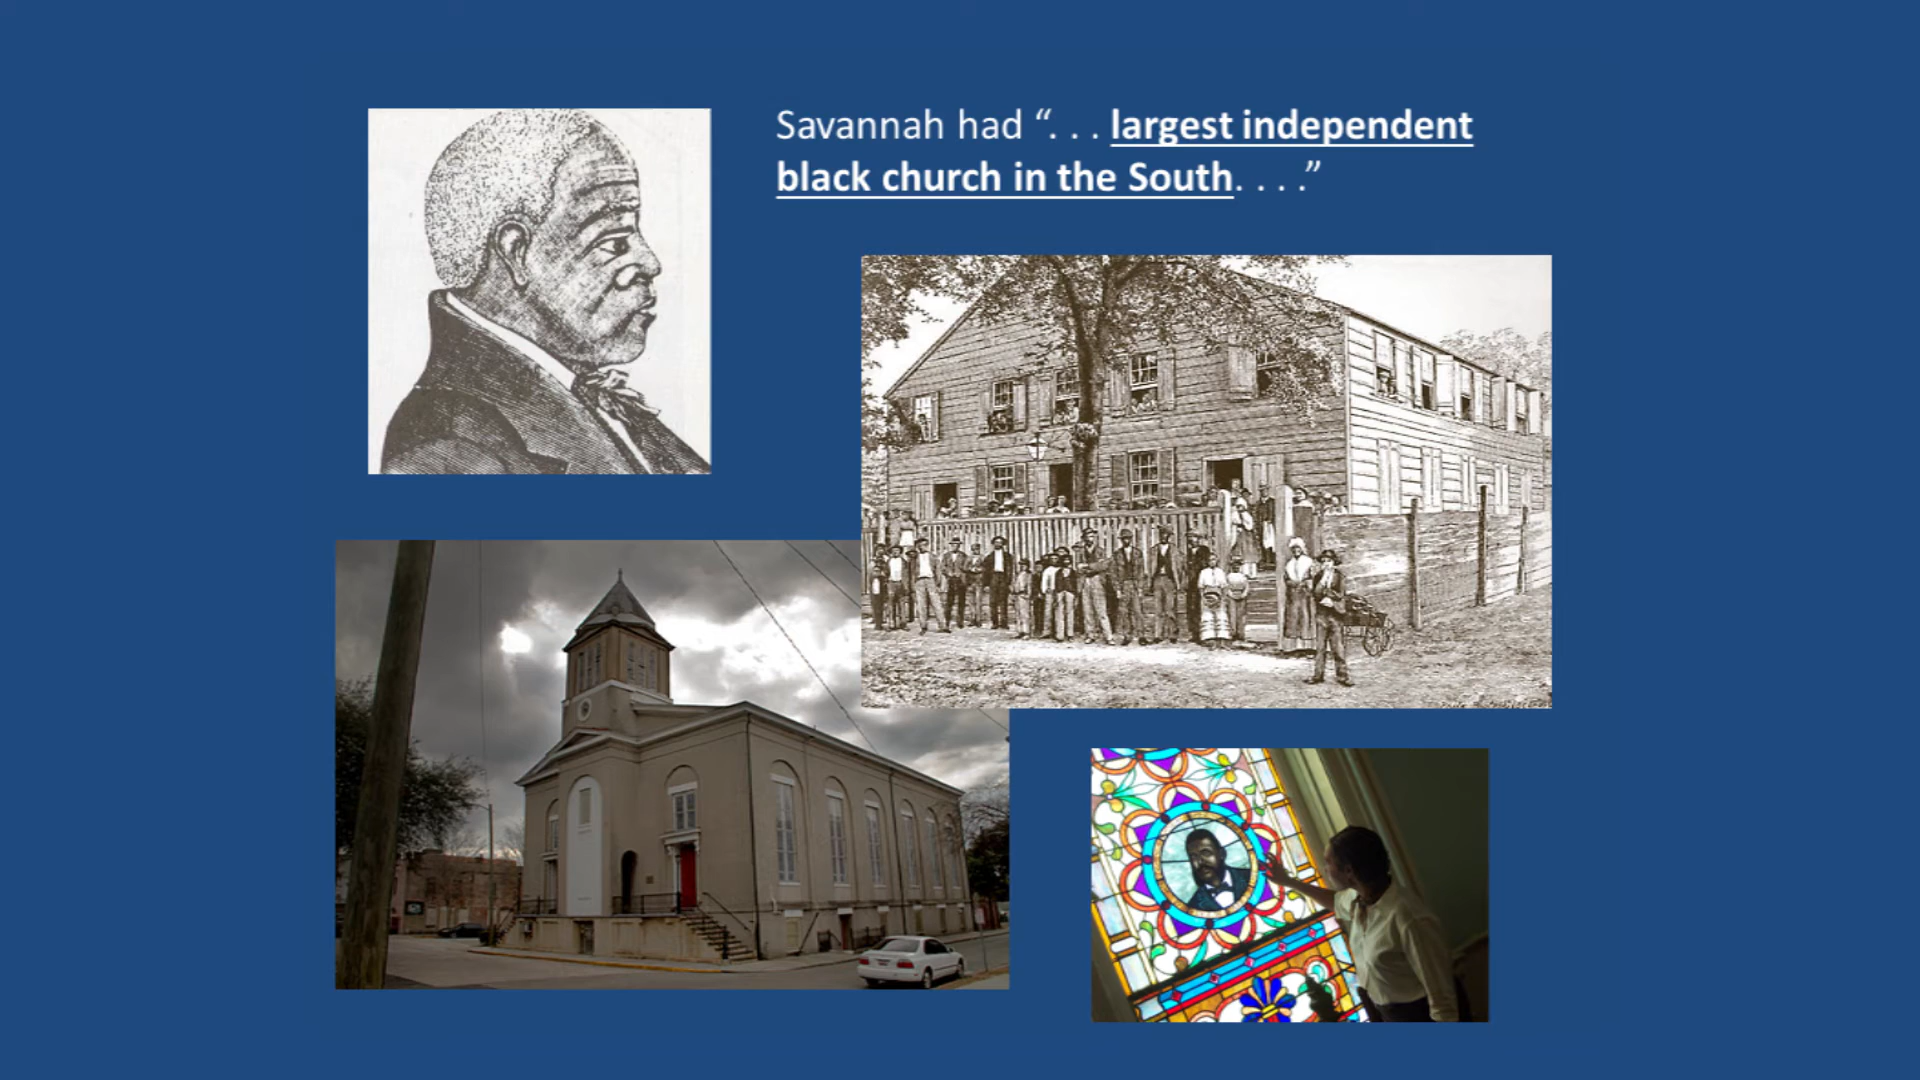 Savannah had “. . . largest independent
black church in the South. . . .”